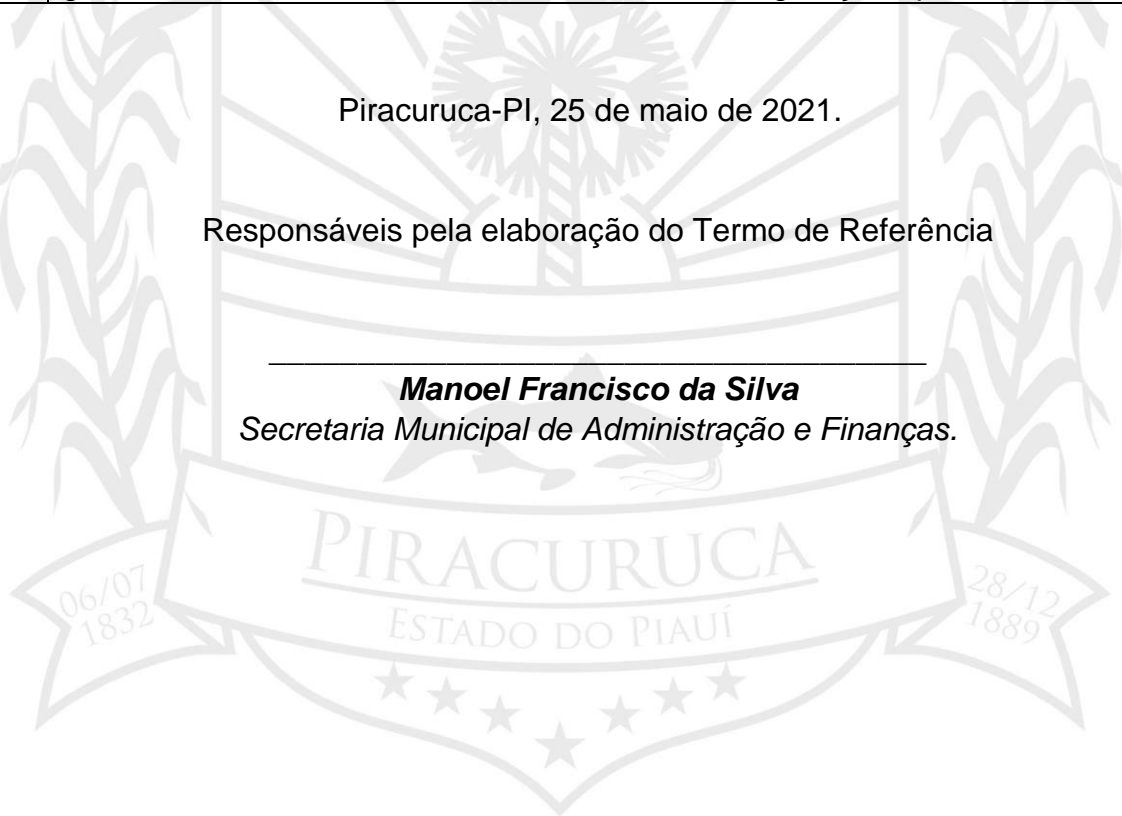 Piracuruca-PI, 25 de maio de 2021.
Responsáveis pela elaboração do Termo de Referência
Manoel Francisco da Silva
Secretaria Municipal de Administração e Finanças.
PIRACURUCA
ESTADO DO PIAUÍ
06/07
1832
28/12
1889